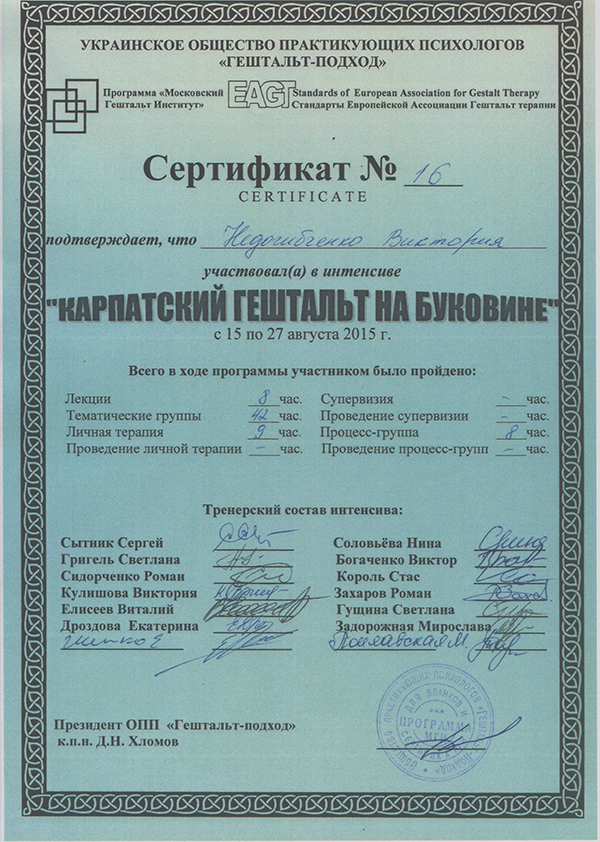 УКРАИНСКОЕ ОБЩЕСТВО ПРАКТИКУЮЩИХ ПСИХОЛОГОВ
«ГЕШТАЛЬТ-ПОДХОД»
Программа «Московский
Гештальт Институт»
EAGT
Standards of European Association for Gestalt Therapy
Стандарты Европейской Ассоциации Гештальт терапии
Сертификат № 16
CERTIFICATE
подтверждает, что Виктория
участвовал(а) в интенсиве
"КАРПАТСКИЙ ГЕШТАЛЬТ НА БУКОВИНЕ"
с 15 по 27 августа 2015 г.
Всего в ходе программы участником было пройдено:
Лекции 8 час. Супервизия - час.
Тематические группы 42 час. Проведение супервизии - час.
Личная терапия 9 час. Процесс-группа 8 час.
Проведение личной терапии - час. Проведение процесс-групп - час.
Тренерский состав интенсива:
Сытник Сергей Соловьёва Нина
Григель Светлана Богаченко Виктор
Сидорченко Роман Король Стас
Кулишова Виктория Захаров Роман
Елисеев Виталий Гущина Светлана
Дроздова Екатерина Задорожная Мирослава
Президент ОПП «Гештальт-подход»
к.п.н. Д.Н. Хломов
ПРОГРАММА